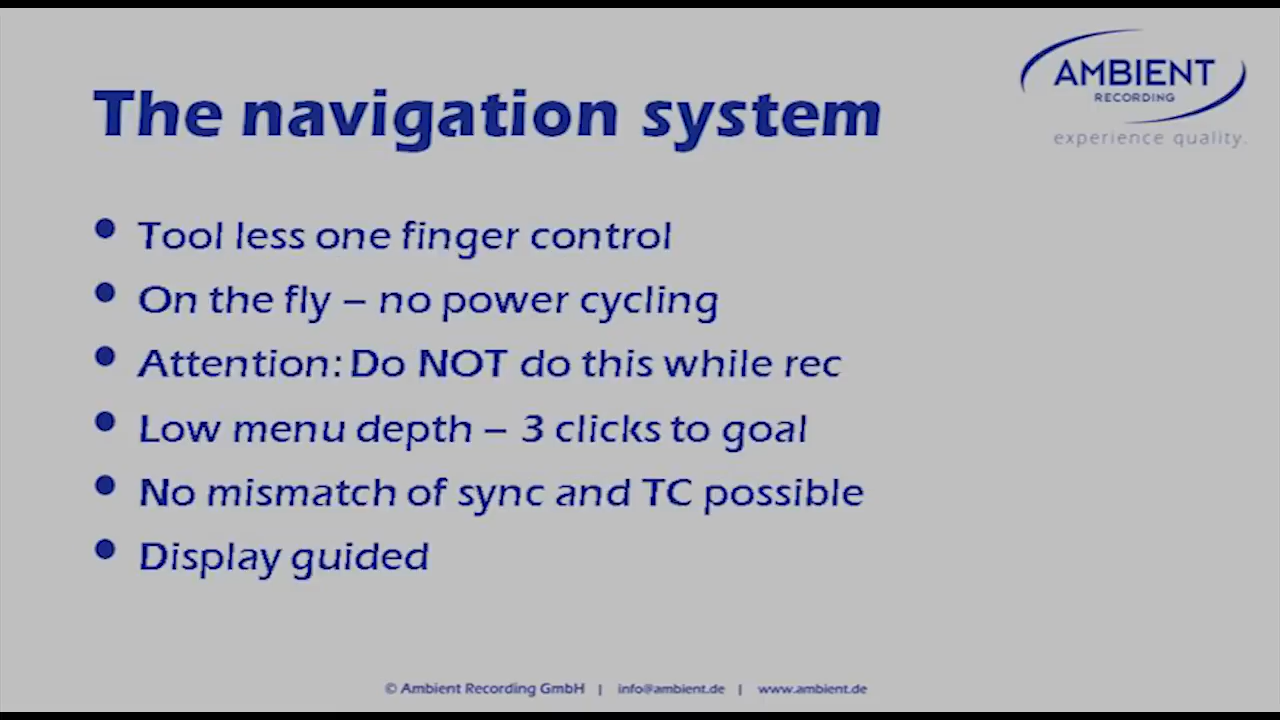 AMBIENT
RECORDING
experience quality.
The navigation system
• Tool less one finger control
• On the fly – no power cycling
• Attention: Do NOT do this while rec
• Low menu depth – 3 clicks to goal
• No mismatch of sync and TC possible
• Display guided
© Ambient Recording GmbH | info@ambient.de | www.ambient.de